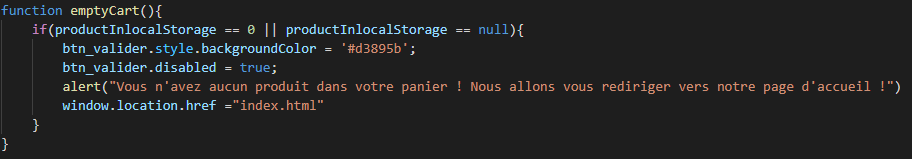 function emptyCart(){
    if(productInlocalStorage == 0 || productInlocalStorage == null){
        btn_valider.style.backgroundColor = '#d3895b';
        btn_valider.disabled = true;
        alert("Vous n'avez aucun produit dans votre panier ! Nous allons vous rediriger vers notre page d'accueil !")
        window.location.href ="index.html"
    }
}